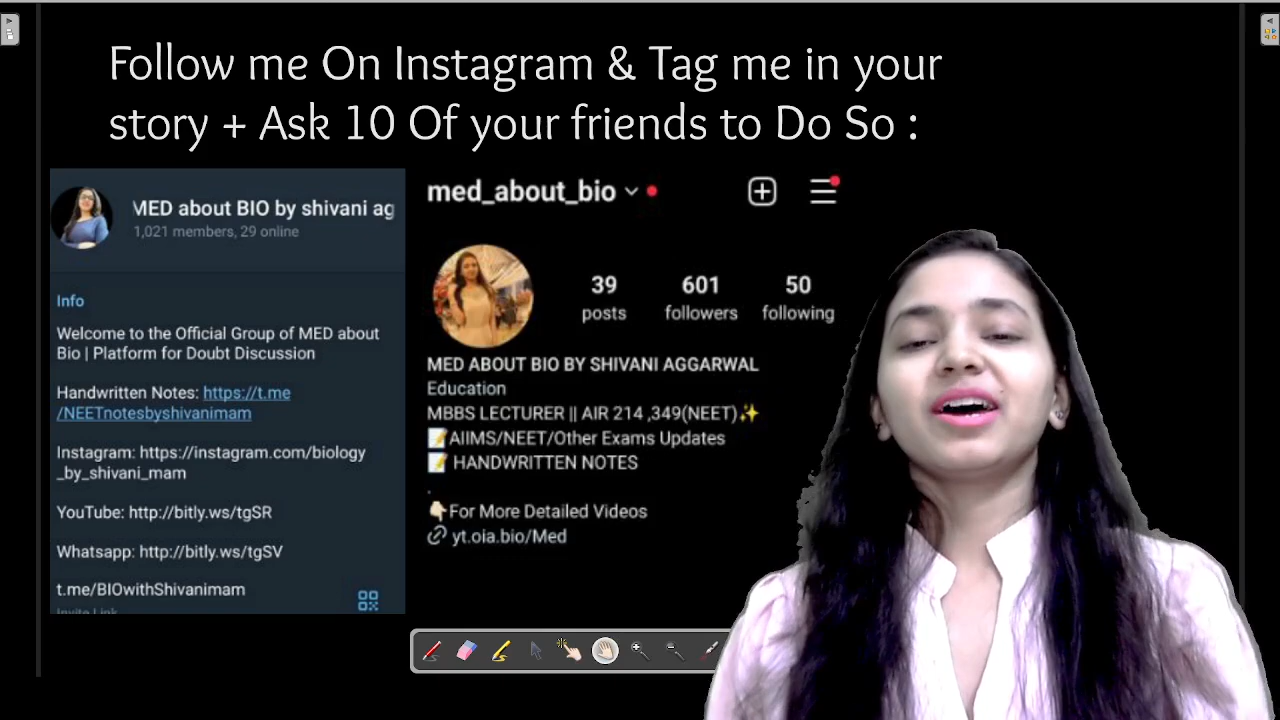 Follow me On Instagram & Tag me in your
story + Ask 10 Of your friends to Do So :
MED about BIO by shivani ag
1,021 members, 29 online
Info
Welcome to the Official Group of MED about
Bio | Platform for Doubt Discussion
Handwritten Notes: https://t.me
/NEETnotesbyshivanimam
Instagram: https://instagram.com/biology
_by_shivani_mam
YouTube: http://bitly.ws/tgSR
Whatsapp: http://bitly.ws/tgSV
t.me/BIOwithShivanimam
Invite Link
med_about_bio
39 601 50
posts followers following
MED ABOUT BIO BY SHIVANI AGGARWAL
Education
MBBS LECTURER || AIR 214 ,349(NEET)✨
📝AIIMS/NEET/Other Exams Updates
📝 HANDWRITTEN NOTES
.
👇🏻For More Detailed Videos
yt.oia.bio/Med